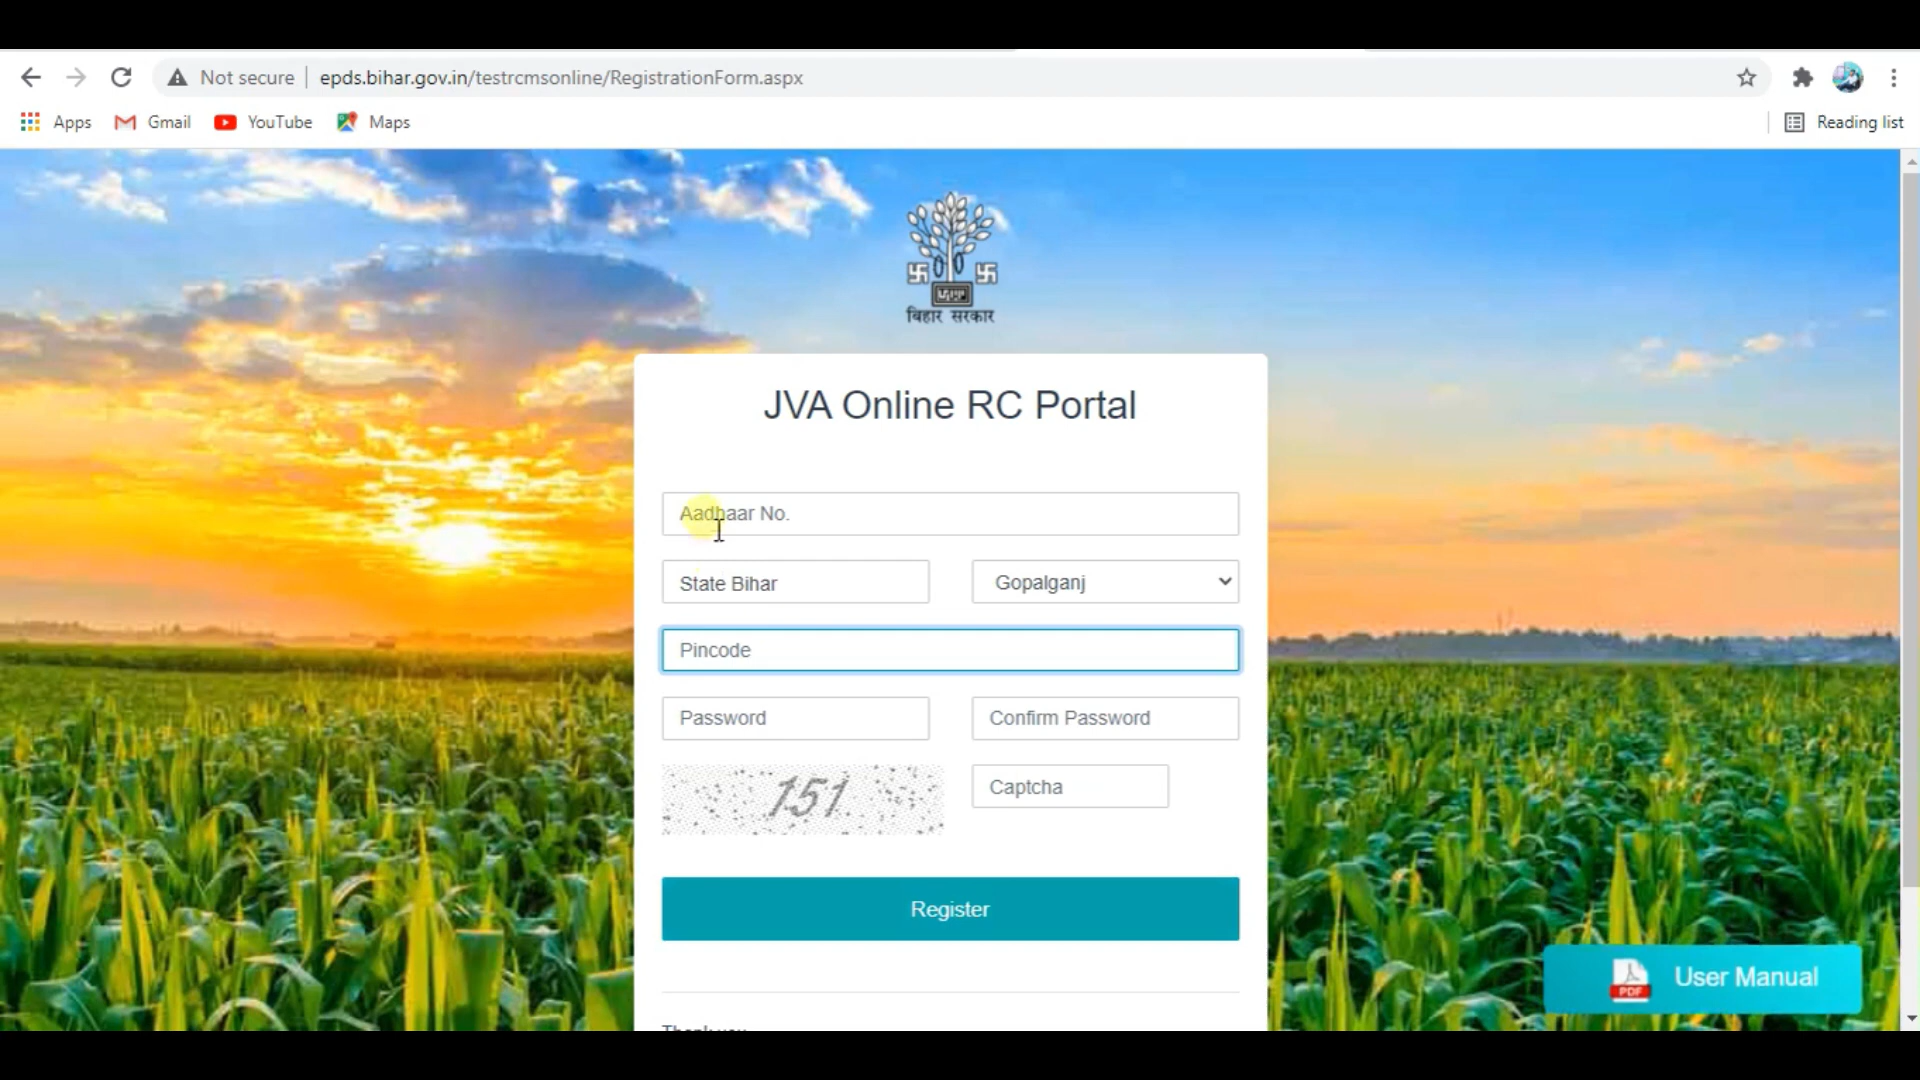 Not secure epds.bihar.gov.in/testrcmsonline/RegistrationForm.aspx
Apps Gmail YouTube Maps Reading list
बिहार सरकार
JVA Online RC Portal
Aadhaar No.
State Bihar Gopalganj
Pincode
Password Confirm Password
151 Captcha
Register
PDF User Manual